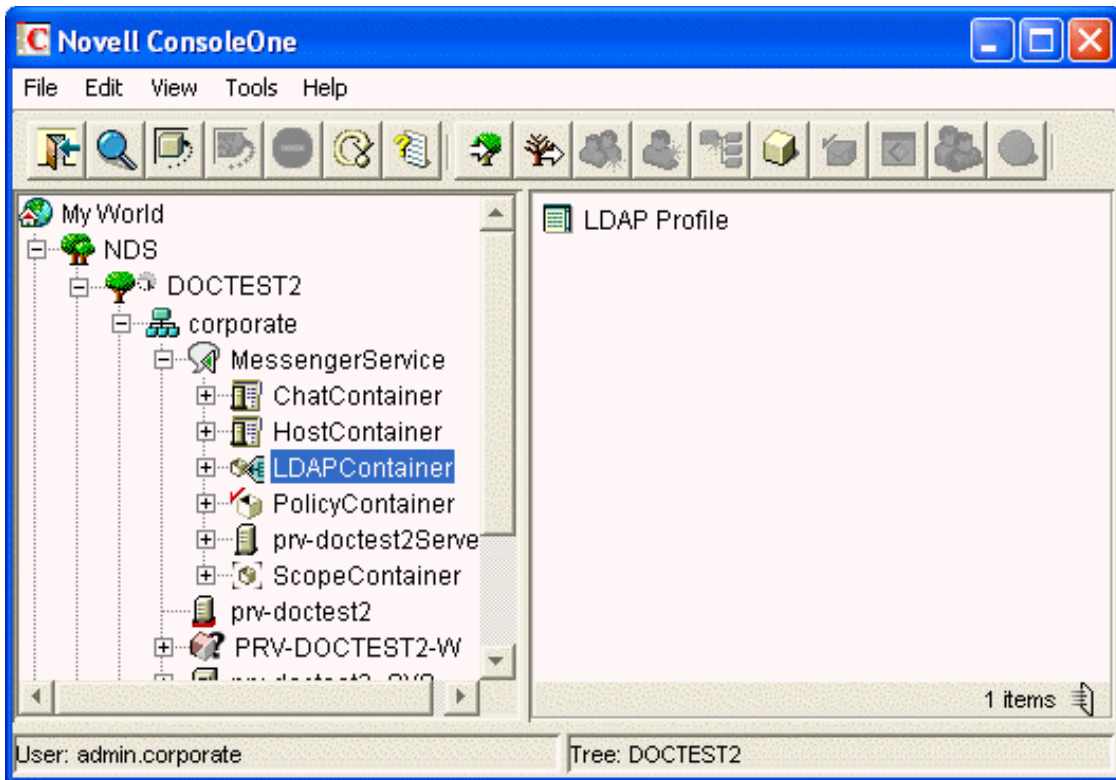 Novell ConsoleOne
File Edit View Tools Help
My World
NDS
DOCTEST2
corporate
MessengerService
ChatContainer
HostContainer
LDAPContainer
PolicyContainer
prv-doctest2Serve
ScopeContainer
prv-doctest2
PRV-DOCTEST2-W
LDAP Profile
1 items
User: admin.corporate
Tree: DOCTEST2